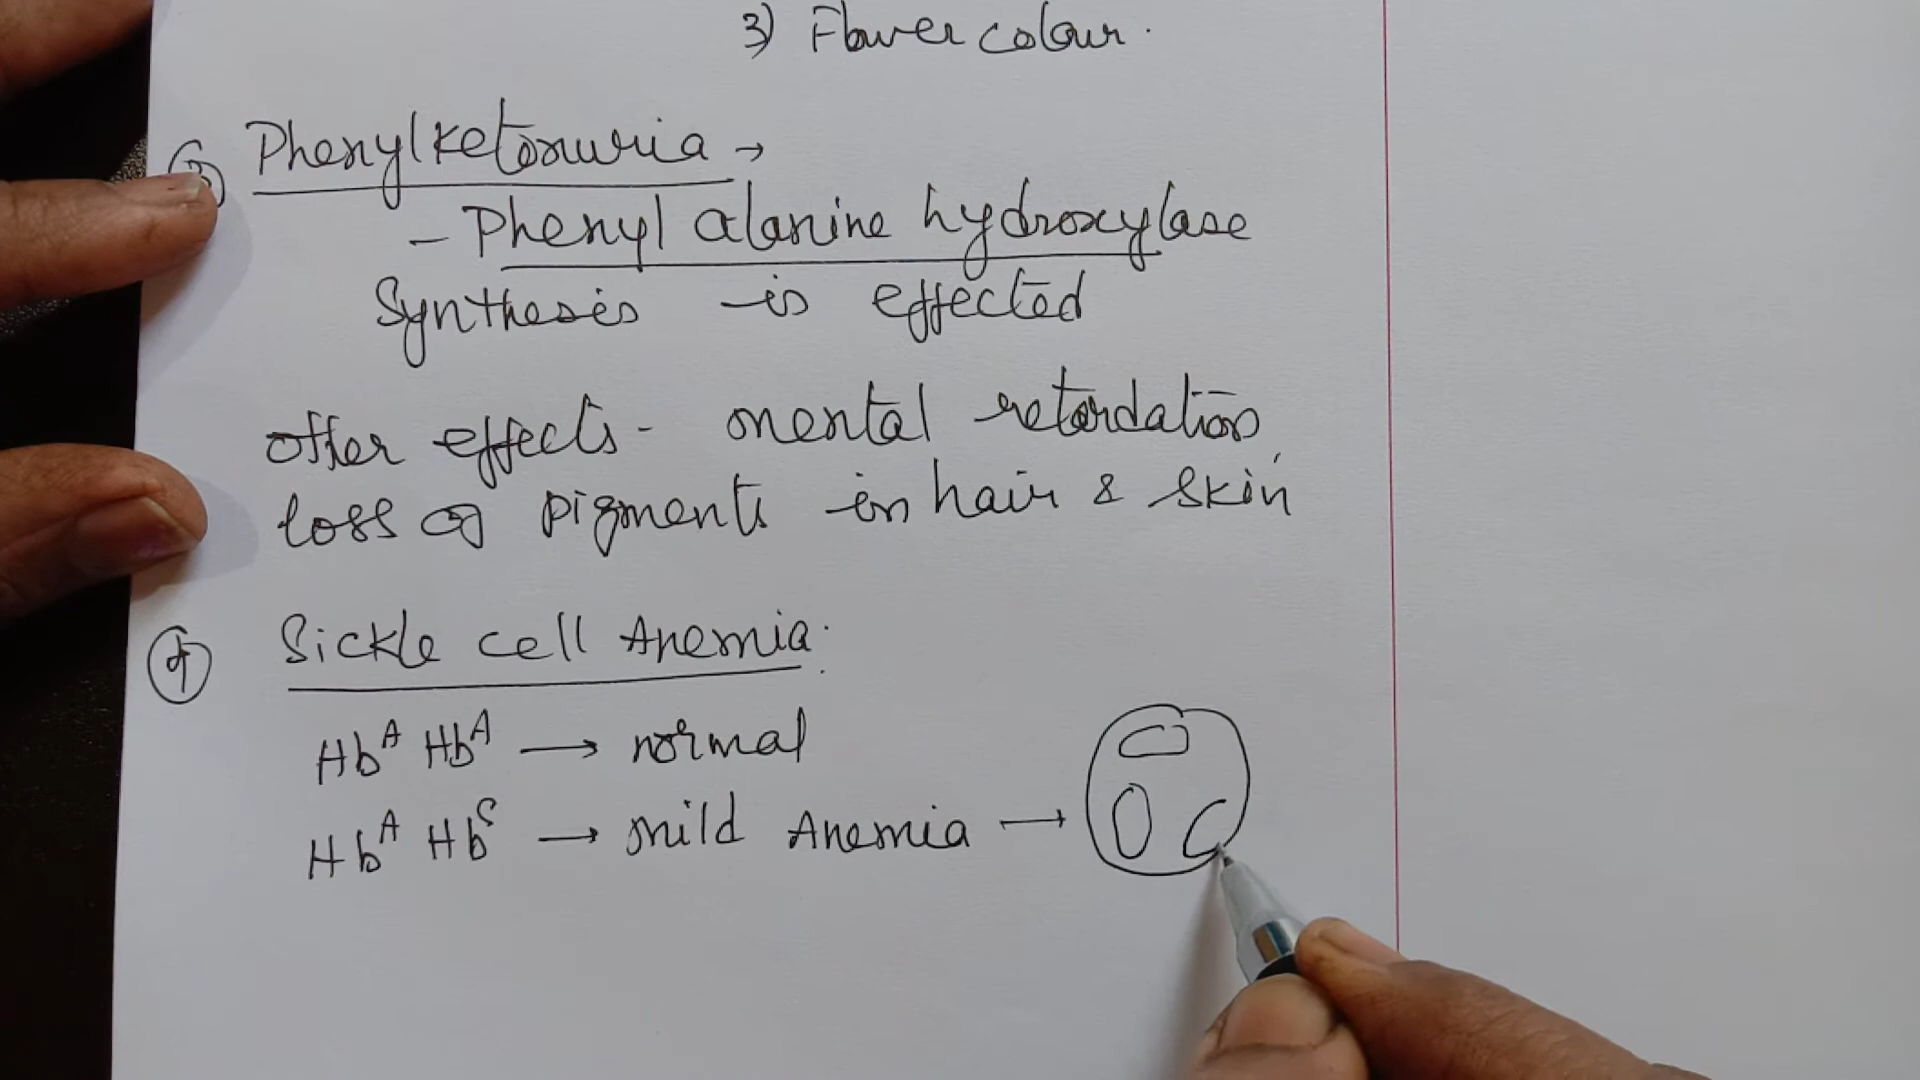 3) Flower colour.
③ Phenylketonuria →
- Phenyl alanine hydroxylase
Synthesis is effected
other effects - mental retardation,
loss of pigments in hair & skin
④ Sickle cell Anemia:
Hb^A Hb^A → normal
Hb^A Hb^S → mild Anemia →